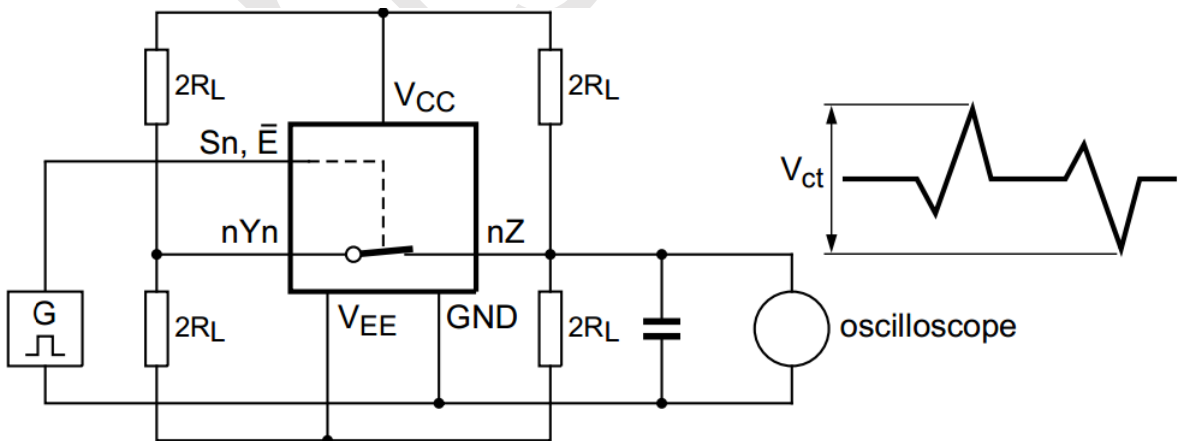 2RL
2RL
VCC
Sn, E̅
Vct
nYn
nZ
G
2RL
VEE
GND
2RL
oscilloscope